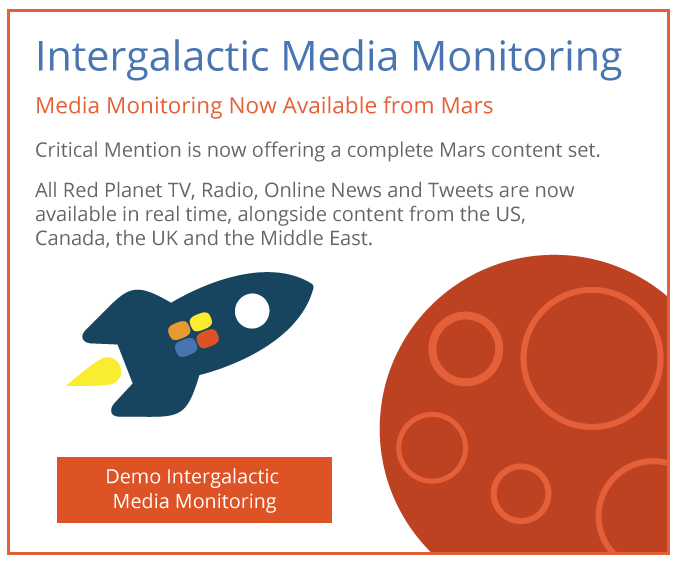 Intergalactic Media Monitoring
Media Monitoring Now Available from Mars
Critical Mention is now offering a complete Mars content set.
All Red Planet TV, Radio, Online News and Tweets are now
available in real time, alongside content from the US,
Canada, the UK and the Middle East.
Demo Intergalactic
Media Monitoring